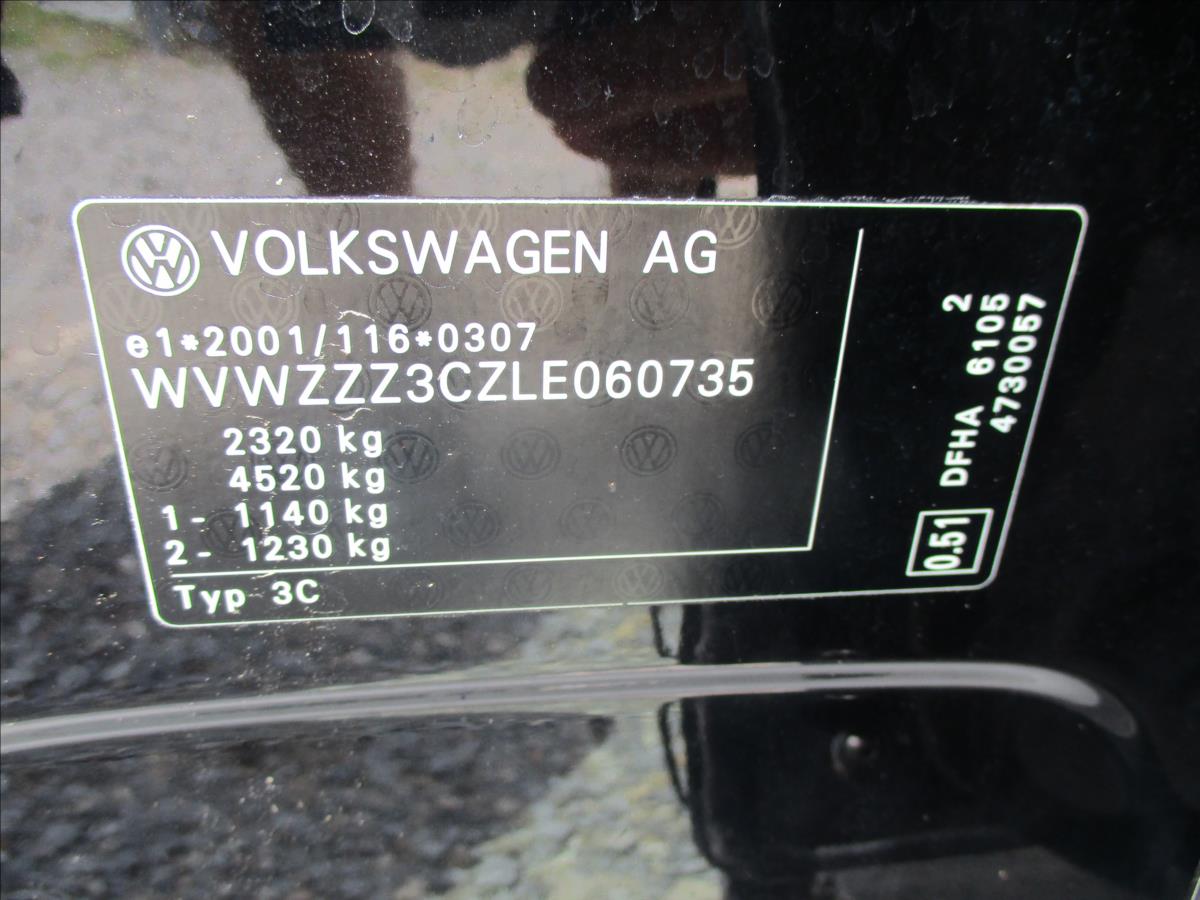 VOLKSWAGEN AG
e1*2001/116*0307
WVWZZZ3CZLE060735
2320 kg
4520 kg
1- 1140 kg
2- 1230 kg
Typ 3C
0.51
DFHA 6105 2
4730057